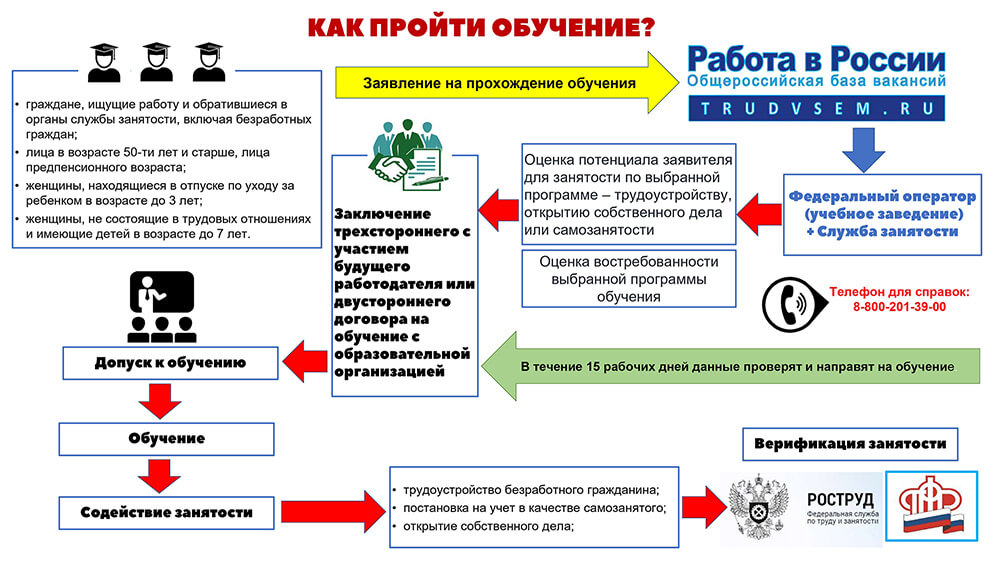 КАК ПРОЙТИ ОБУЧЕНИЕ?
• граждане, ищущие работу и обратившиеся в
органы службы занятости, включая безработных
граждан;
• лица в возрасте 50-ти лет и старше, лица
предпенсионного возраста;
• женщины, находящиеся в отпуске по уходу за
ребенком в возрасте до 3 лет;
• женщины, не состоящие в трудовых отношениях
и имеющие детей в возрасте до 7 лет.
Заявление на прохождение обучения
Работа в России
Общероссийская база вакансий
TRUDVSEM.RU
Федеральный оператор
(учебное заведение)
+ Служба занятости
Оценка потенциала заявителя
для занятости по выбранной
программе – трудоустройству,
открытию собственного дела
или самозанятости
Оценка востребованности
выбранной программы
обучения
Телефон для справок:
8-800-201-39-00
Заключение
трехстороннего с
участием
будущего
работодателя или
двустороннего
договора на
обучение с
образовательной
организацией
В течение 15 рабочих дней данные проверят и направят на обучение
Допуск к обучению
Обучение
Содействие занятости
• трудоустройство безработного гражданина;
• постановка на учет в качестве самозанятого;
• открытие собственного дела;
Верификация занятости
РОСТРУД
Федеральная служба
по труду и занятости